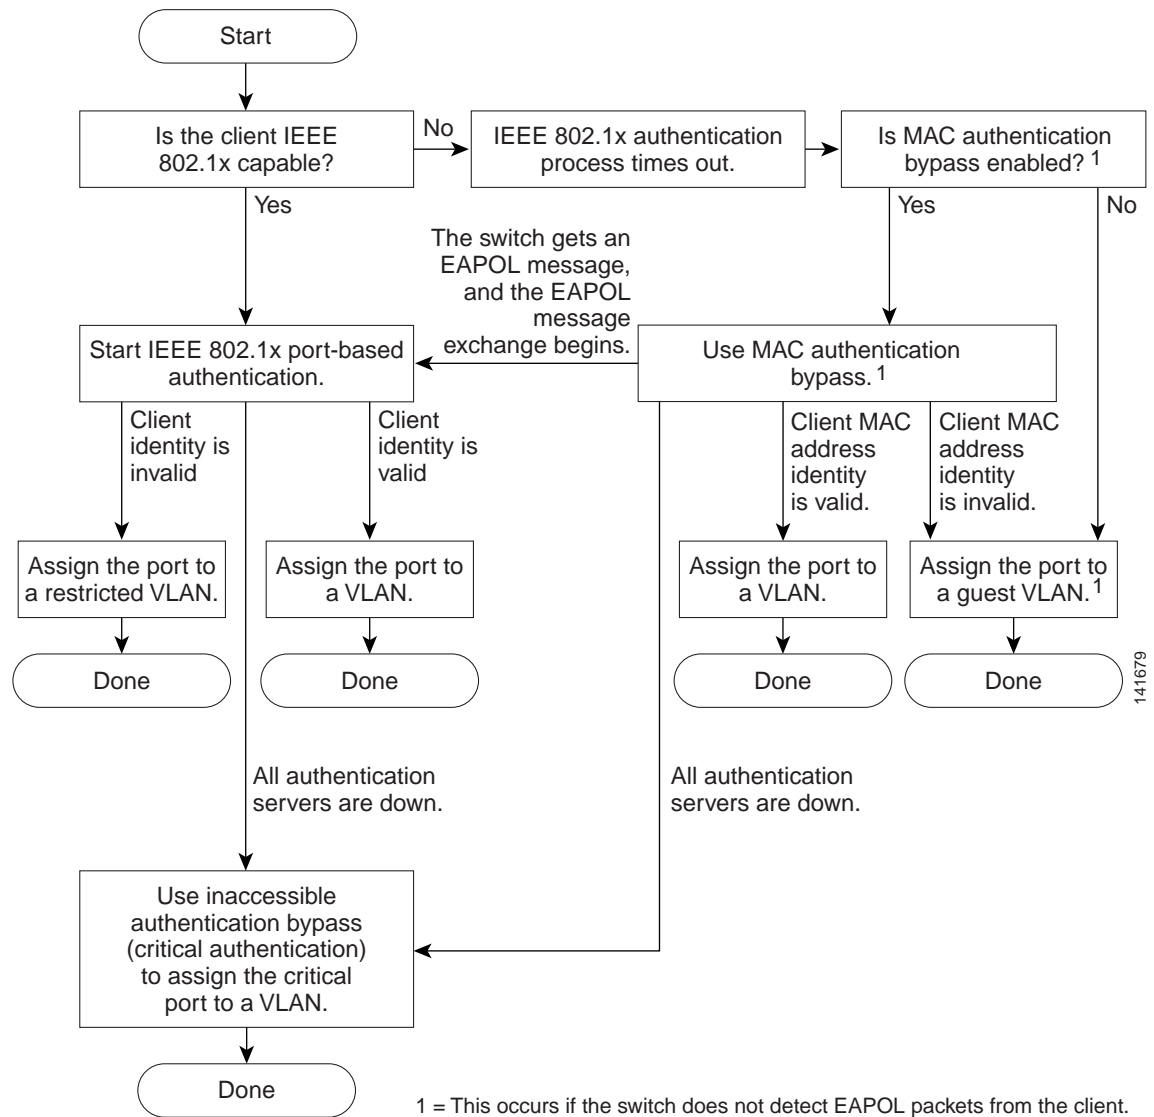 Start
Is the client IEEE
802.1x capable?
No
IEEE 802.1x authentication
process times out.
Is MAC authentication
bypass enabled? 1
Yes
Yes
No
The switch gets an
EAPOL message,
and the EAPOL
message
exchange begins.
Start IEEE 802.1x port-based
authentication.
Use MAC authentication
bypass. 1
Client
identity is
invalid
Client
identity is
valid
Client MAC
address
identity
is valid.
Client MAC
address
identity
is invalid.
Assign the port to
a restricted VLAN.
Assign the port to
a VLAN.
Assign the port to
a VLAN.
Assign the port to
a guest VLAN. 1
Done
Done
Done
Done
141679
All authentication
servers are down.
All authentication
servers are down.
Use inaccessible
authentication bypass
(critical authentication)
to assign the critical
port to a VLAN.
Done
1 = This occurs if the switch does not detect EAPOL packets from the client.